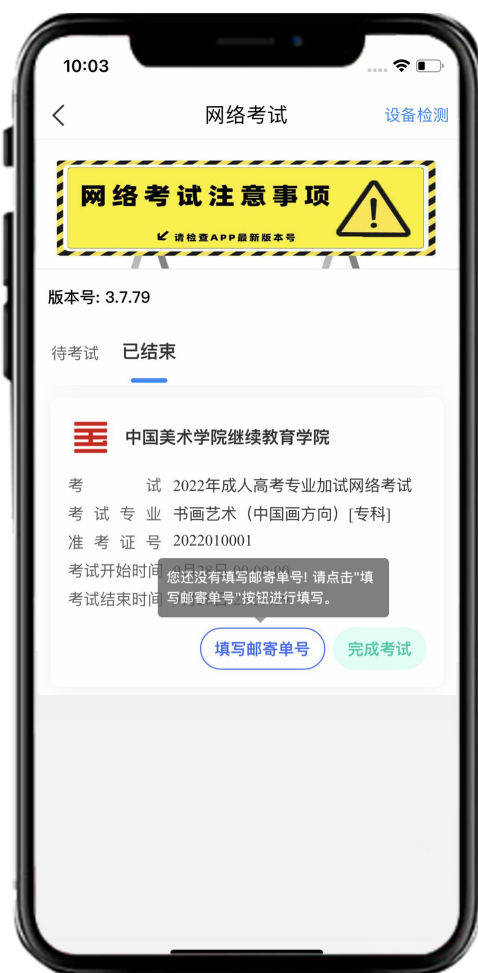 10:03
网络考试
设备检测
网络考试注意事项
请检查APP最新版本号
版本号: 3.7.79
待考试 已结束
中国美术学院继续教育学院
考试 2022年成人高考专业加试网络考试
考试专业 书画艺术（中国画方向）[专科]
准考证号 2022010001
考试开始时间
您还没有填写邮寄单号! 请点击"填
考试结束时间
写邮寄单号"按钮进行填写。
填写邮寄单号 完成考试